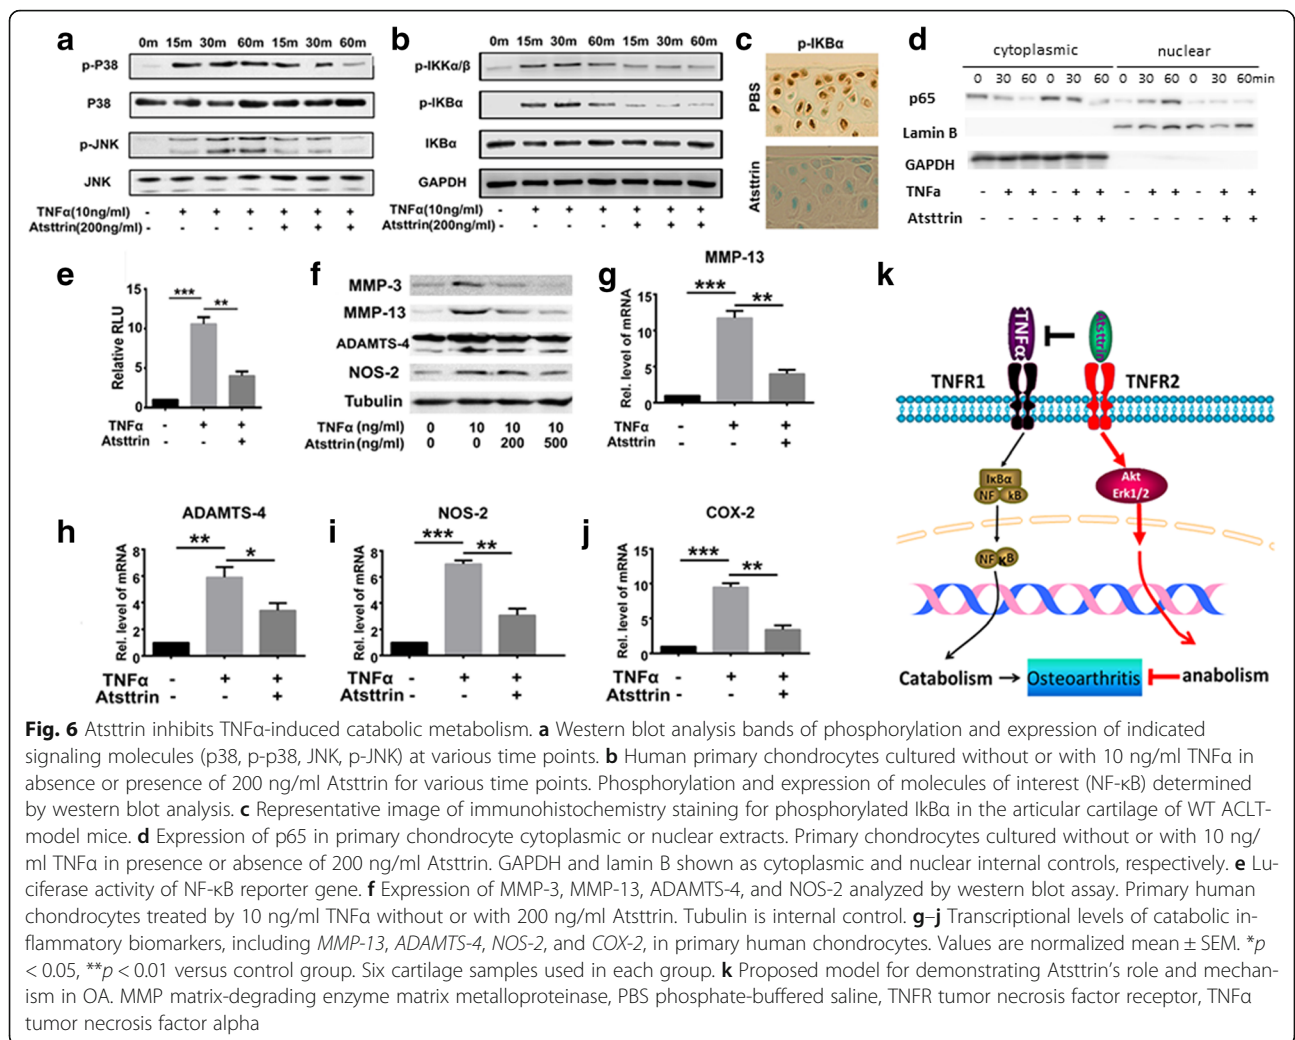 a
0m 15m 30m 60m 15m 30m 60m
p-P38
P38
p-JNK
JNK
TNFα(10ng/ml) - + + + + + +
Atsttrin(200ng/ml) - - - - + + +
b
0m 15m 30m 60m 15m 30m 60m
p-IKKα/β
p-IKBα
IKBα
GAPDH
TNFα(10ng/ml) - + + + + + +
Atsttrin(200ng/ml) - - - - + + +
c
p-IKBα
PBS
Atsttrin
d
cytoplasmic nuclear
0 30 60 0 30 60 0 30 60 0 30 60min
p65
Lamin B
GAPDH
TNFa - + + - + + - + + - + +
Atsttrin - - - - + + - - - - + +
e
Relative RLU
15
10
5
0
*** **
TNFα - + +
Atsttrin - - +
f
MMP-3
MMP-13
ADAMTS-4
NOS-2
Tubulin
TNFα (ng/ml) 0 10 10 10
Atsttrin(ng/ml) 0 0 200 500
g
MMP-13
Rel. level of mRNA
15
10
5
0
*** **
TNFα - + +
Atsttrin - - +
h
ADAMTS-4
Rel. level of mRNA
8
6
4
2
0
** *
TNFα - + +
Atsttrin - - +
i
NOS-2
Rel. level of mRNA
8
6
4
2
0
*** **
TNFα - + +
Atsttrin - - +
j
COX-2
Rel. level of mRNA
15
10
5
0
*** **
TNFα - + +
Atsttrin - - +
k
TNFα
Atsttrin
TNFR1 TNFR2
IκBα
NF kB
Akt
Erk1/2
NF κB
Catabolism Osteoarthritis anabolism
Fig. 6 Atsttrin inhibits TNFα-induced catabolic metabolism. a Western blot analysis bands of phosphorylation and expression of indicated
signaling molecules (p38, p-p38, JNK, p-JNK) at various time points. b Human primary chondrocytes cultured without or with 10 ng/ml TNFα in
absence or presence of 200 ng/ml Atsttrin for various time points. Phosphorylation and expression of molecules of interest (NF-κB) determined
by western blot analysis. c Representative image of immunohistochemistry staining for phosphorylated IkBα in the articular cartilage of WT ACLT-
model mice. d Expression of p65 in primary chondrocyte cytoplasmic or nuclear extracts. Primary chondrocytes cultured without or with 10 ng/
ml TNFα in presence or absence of 200 ng/ml Atsttrin. GAPDH and lamin B shown as cytoplasmic and nuclear internal controls, respectively. e Lu-
ciferase activity of NF-κB reporter gene. f Expression of MMP-3, MMP-13, ADAMTS-4, and NOS-2 analyzed by western blot assay. Primary human
chondrocytes treated by 10 ng/ml TNFα without or with 200 ng/ml Atsttrin. Tubulin is internal control. g–j Transcriptional levels of catabolic in-
flammatory biomarkers, including MMP-13, ADAMTS-4, NOS-2, and COX-2, in primary human chondrocytes. Values are normalized mean ± SEM. *p
< 0.05, **p < 0.01 versus control group. Six cartilage samples used in each group. k Proposed model for demonstrating Atsttrin's role and mechan-
ism in OA. MMP matrix-degrading enzyme matrix metalloproteinase, PBS phosphate-buffered saline, TNFR tumor necrosis factor receptor, TNFα
tumor necrosis factor alpha